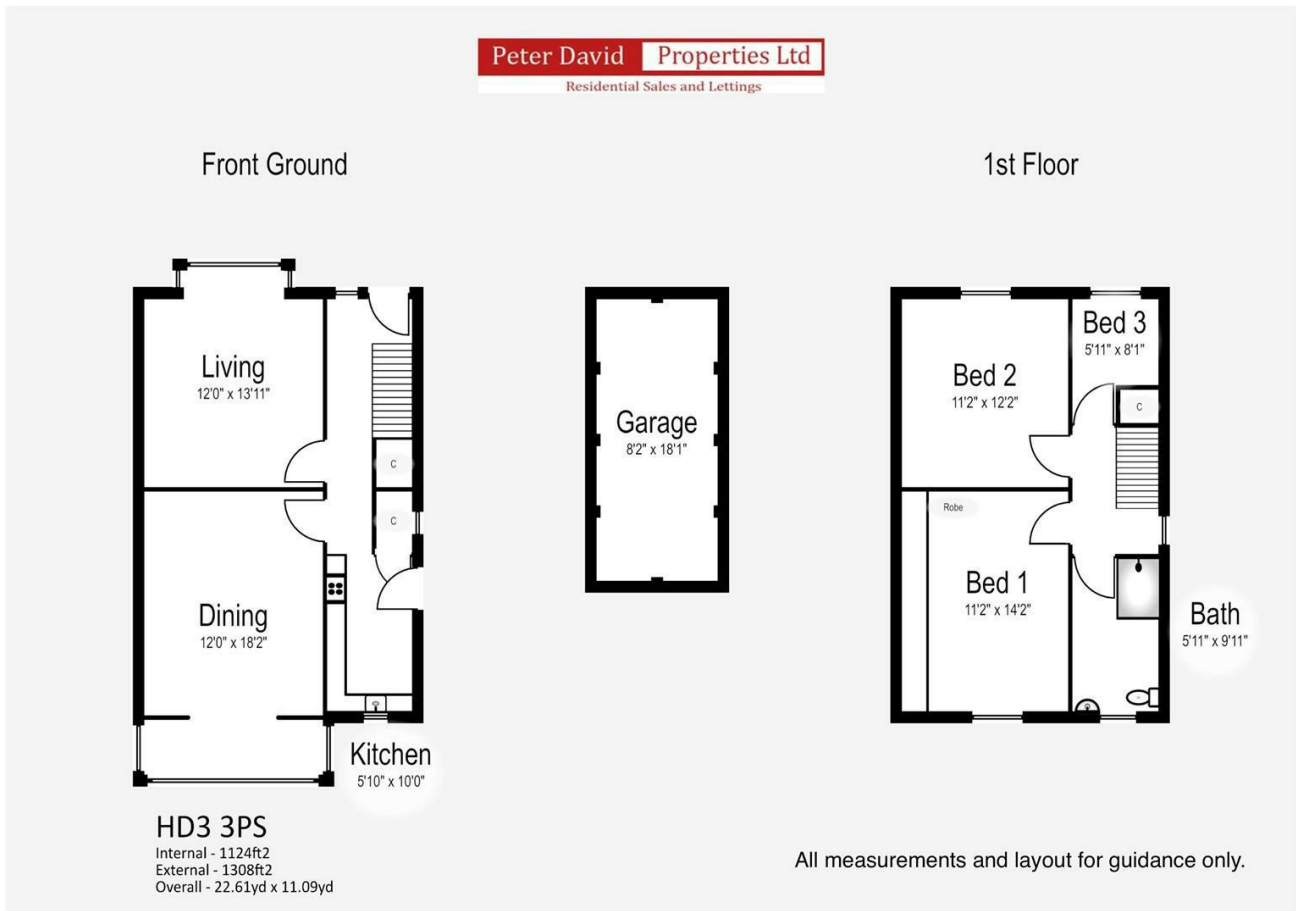 Peter David Properties Ltd
Residential Sales and Lettings
Front Ground
1st Floor
Living
12'0" x 13'11"
C
C
Dining
12'0" x 18'2"
Kitchen
5'10" x 10'0"
Garage
8'2" x 18'1"
Bed 3
5'11" x 8'1"
Bed 2
11'2" x 12'2"
C
Robe
Bed 1
11'2" x 14'2"
Bath
5'11" x 9'11"
HD3 3PS
Internal - 1124ft2
External - 1308ft2
Overall - 22.61yd x 11.09yd
All measurements and layout for guidance only.